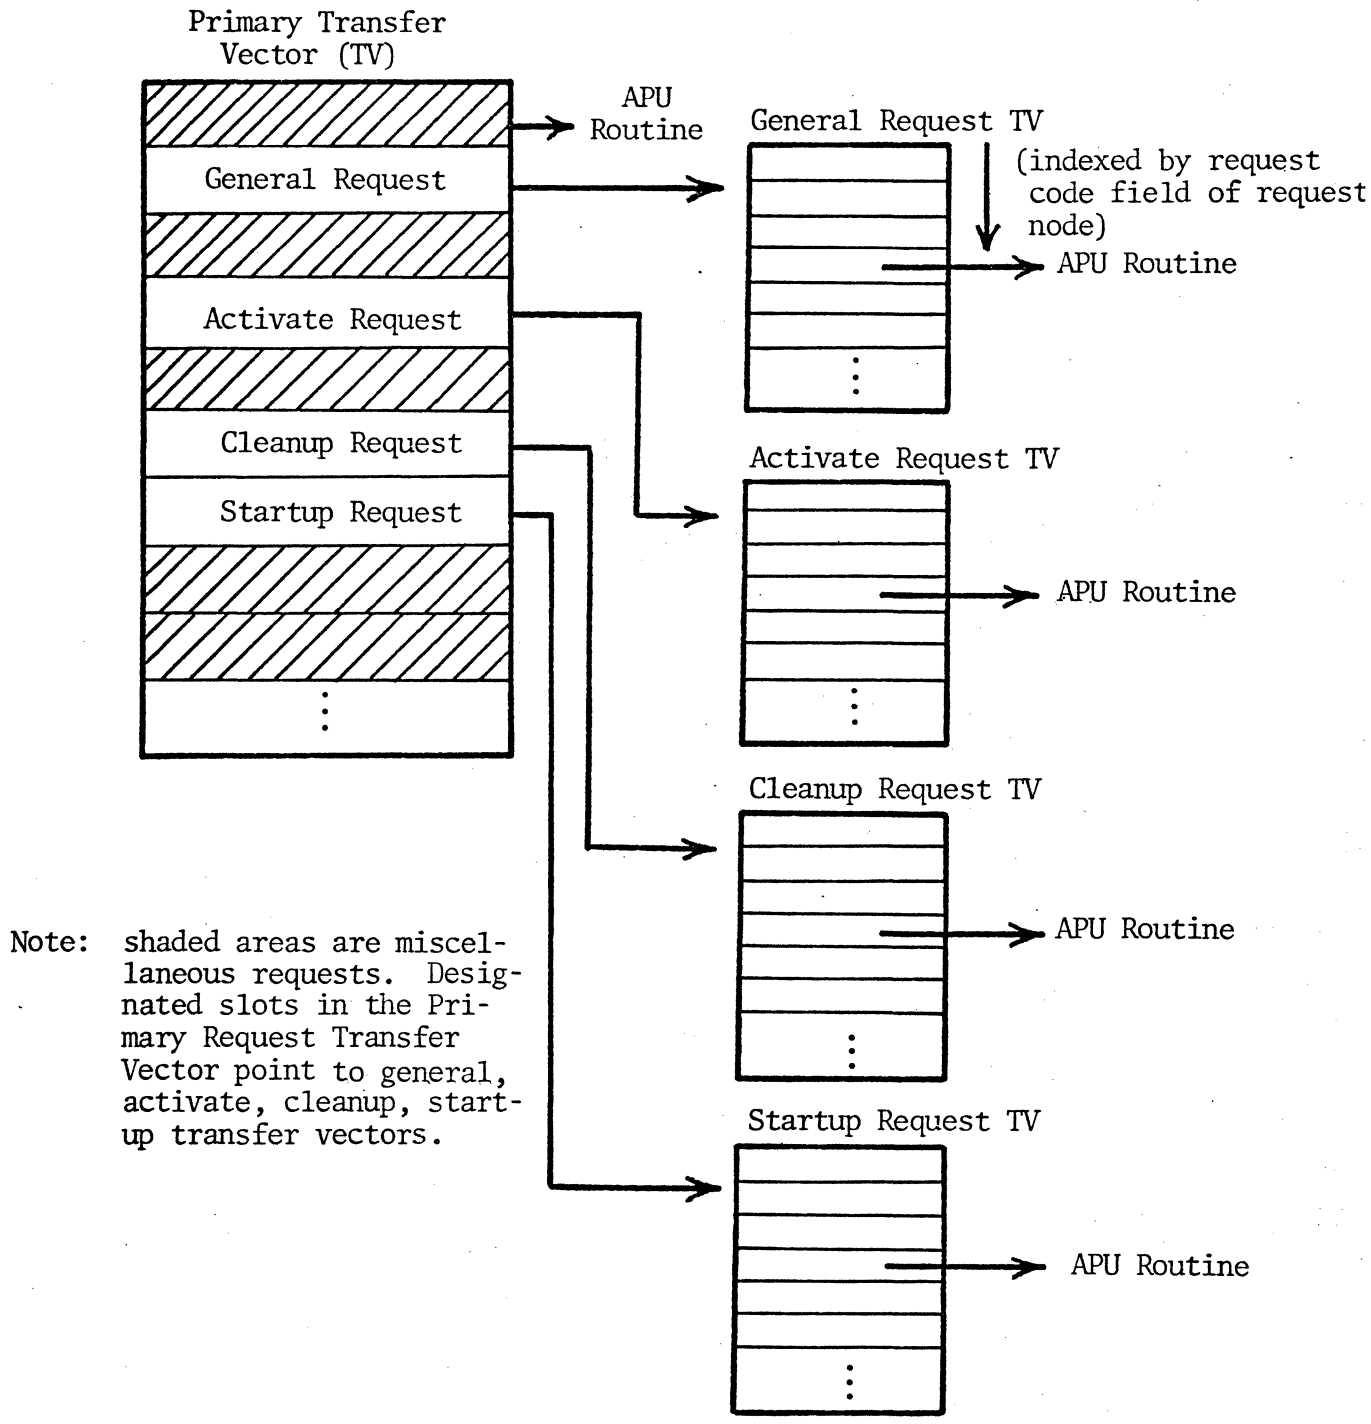 Primary Transfer
Vector (TV)
APU
Routine
General Request TV
(indexed by request
code field of request
node)
General Request
APU Routine
Activate Request
Cleanup Request
Activate Request TV
Startup Request
APU Routine
Cleanup Request TV
APU Routine
Note: shaded areas are miscel-
laneous requests. Desig-
nated slots in the Pri-
mary Request Transfer
Vector point to general,
activate, cleanup, start-
up transfer vectors.
Startup Request TV
APU Routine